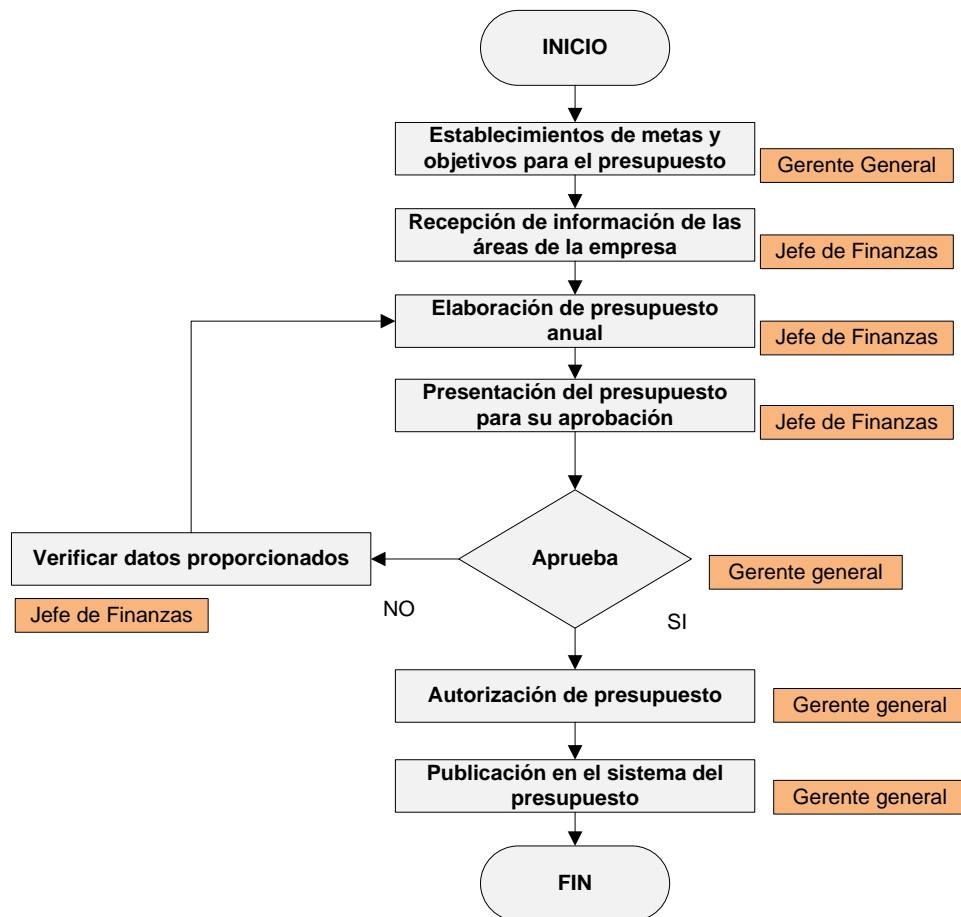 INICIO
Establecimientos de metas y
objetivos para el presupuesto
Gerente General
Recepción de información de las
áreas de la empresa
Jefe de Finanzas
Elaboración de presupuesto
anual
Jefe de Finanzas
Presentación del presupuesto
para su aprobación
Jefe de Finanzas
Aprueba
Gerente general
Verificar datos proporcionados
NO
Jefe de Finanzas
SI
Autorización de presupuesto
Gerente general
Publicación en el sistema del
presupuesto
Gerente general
FIN